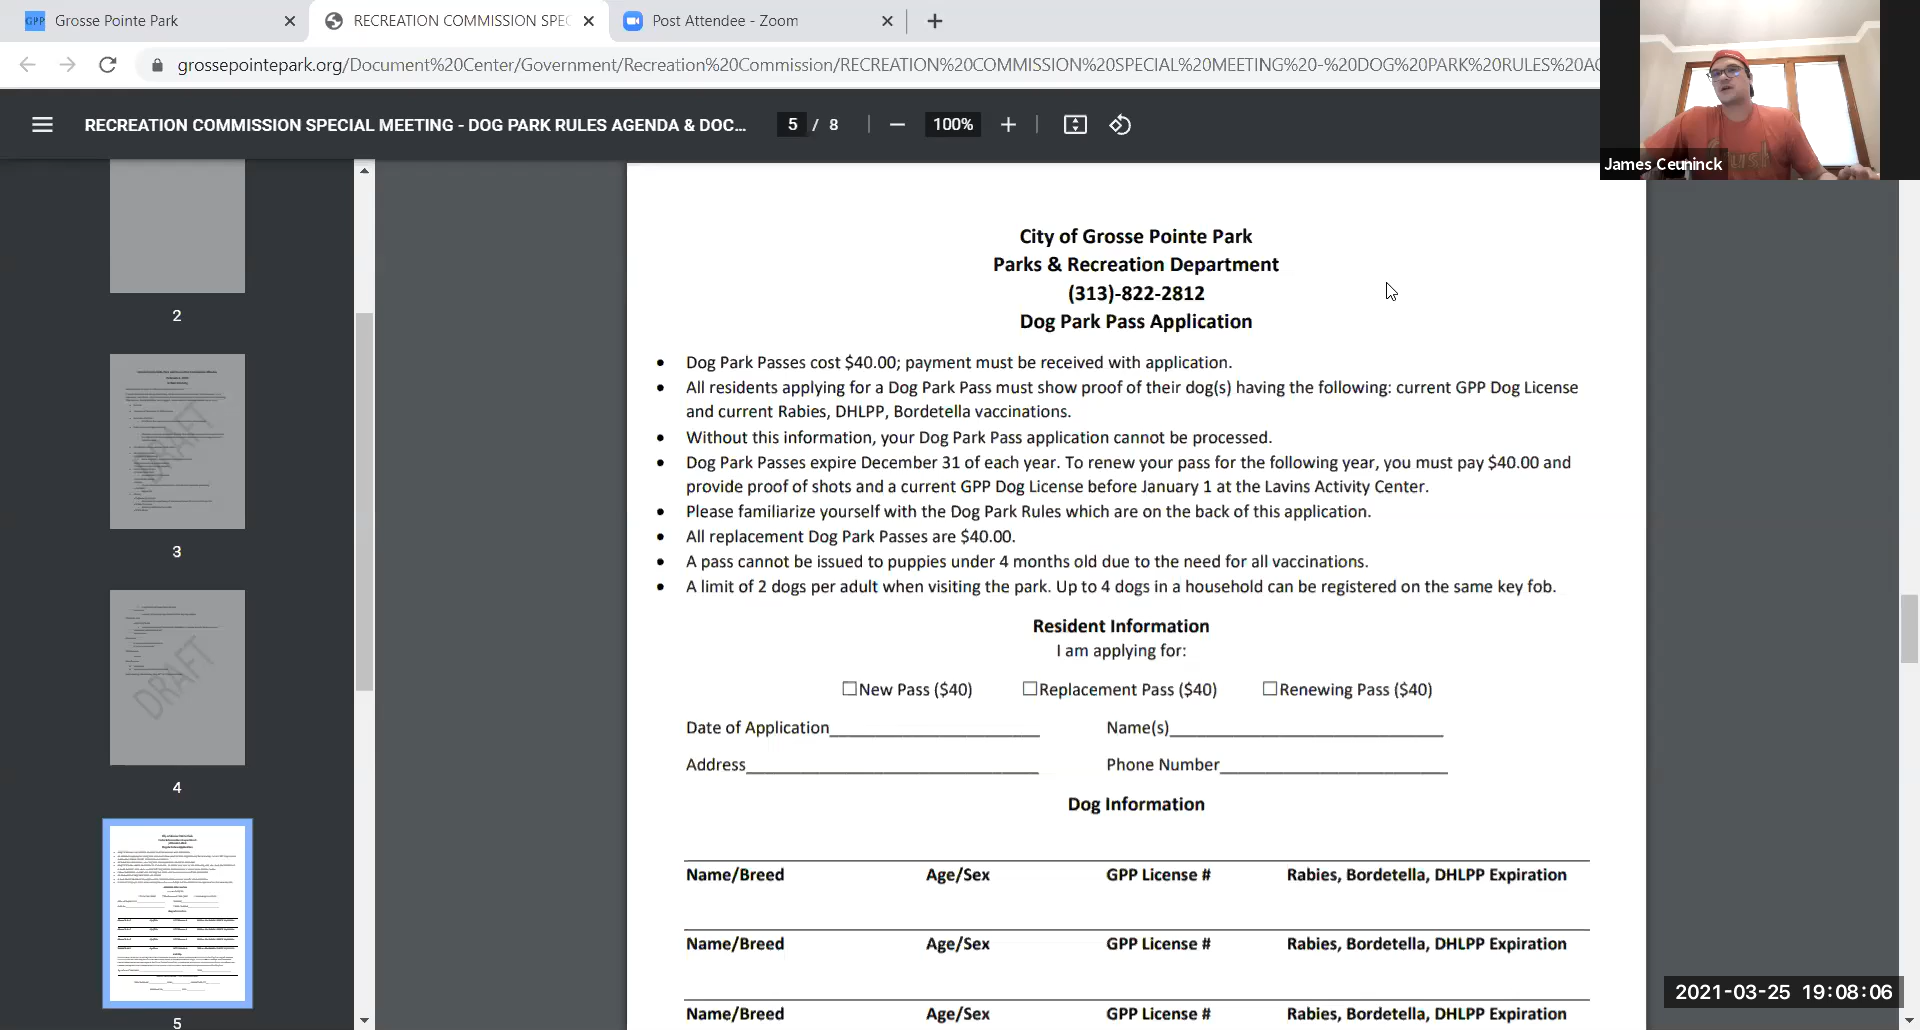 GPP Grosse Pointe Park
RECREATION COMMISSION SPEC
Post Attendee - Zoom
grossepointepark.org/Document%20Center/Government/Recreation%20Commission/RECREATION%20COMMISSION%20SPECIAL%20MEETING%20-%20DOG%20PARK%20RULES%20AG
RECREATION COMMISSION SPECIAL MEETING - DOG PARK RULES AGENDA & DOC... 5 / 8 100%
James Ceuninck
2
3
4
5
DRAFT
DRAFT
City of Grosse Pointe Park
Parks & Recreation Department
(313)-822-2812
Dog Park Pass Application
• Dog Park Passes cost $40.00; payment must be received with application.
• All residents applying for a Dog Park Pass must show proof of their dog(s) having the following: current GPP Dog License
and current Rabies, DHLPP, Bordetella vaccinations.
• Without this information, your Dog Park Pass application cannot be processed.
• Dog Park Passes expire December 31 of each year. To renew your pass for the following year, you must pay $40.00 and
provide proof of shots and a current GPP Dog License before January 1 at the Lavins Activity Center.
• Please familiarize yourself with the Dog Park Rules which are on the back of this application.
• All replacement Dog Park Passes are $40.00.
• A pass cannot be issued to puppies under 4 months old due to the need for all vaccinations.
• A limit of 2 dogs per adult when visiting the park. Up to 4 dogs in a household can be registered on the same key fob.
Resident Information
I am applying for:
☐New Pass ($40) ☐Replacement Pass ($40) ☐Renewing Pass ($40)
Date of Application____ Name(s)____
Address____ Phone Number____
Dog Information
Name/Breed Age/Sex GPP License # Rabies, Bordetella, DHLPP Expiration
Name/Breed Age/Sex GPP License # Rabies, Bordetella, DHLPP Expiration
Name/Breed Age/Sex GPP License # Rabies, Bordetella, DHLPP Expiration
2021-03-25 19:08:06